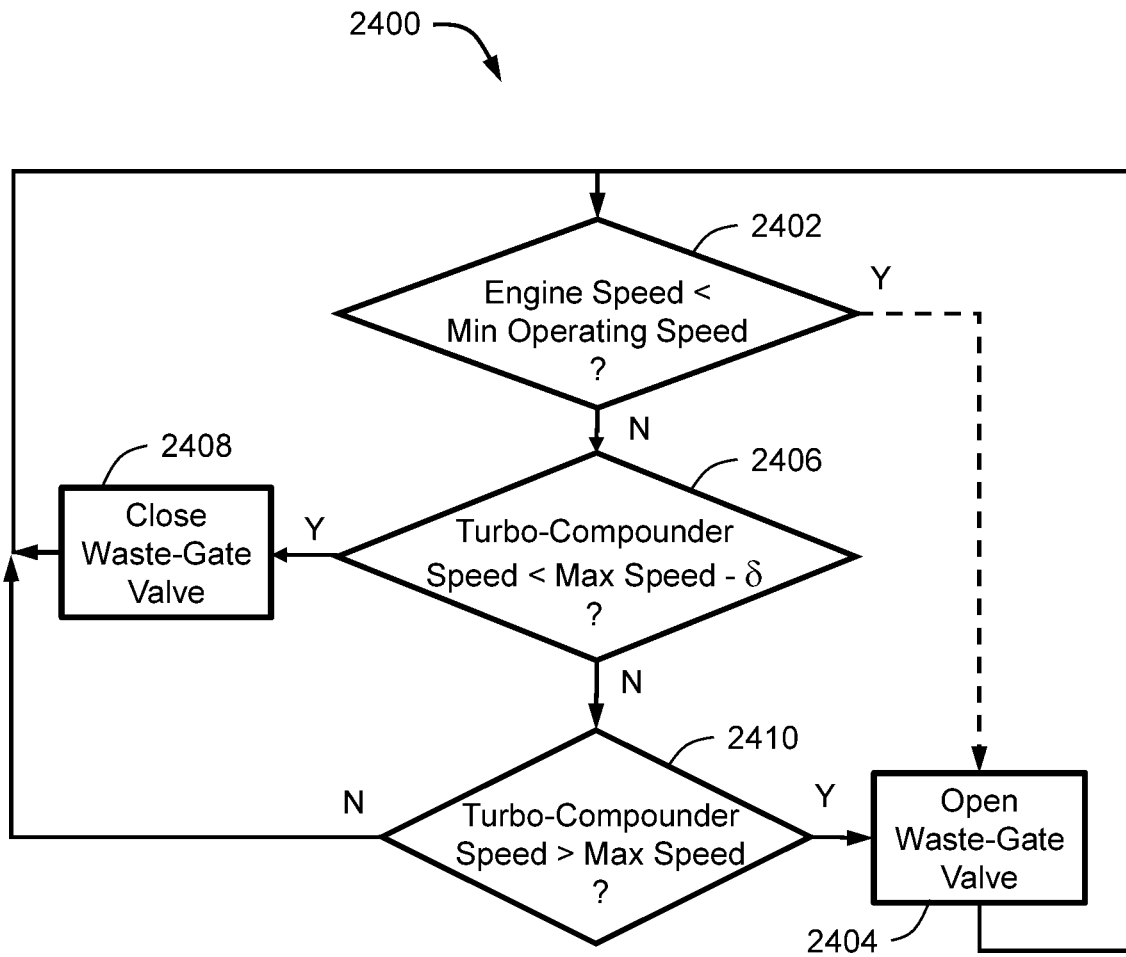 2400
2402
Engine Speed <
Min Operating Speed
?
Y
N
2408
Close
Waste-Gate
Valve
Y
2406
Turbo-Compounder
Speed < Max Speed - δ
?
N
2410
N
Turbo-Compounder
Speed > Max Speed
?
Y
Open
Waste-Gate
Valve
2404